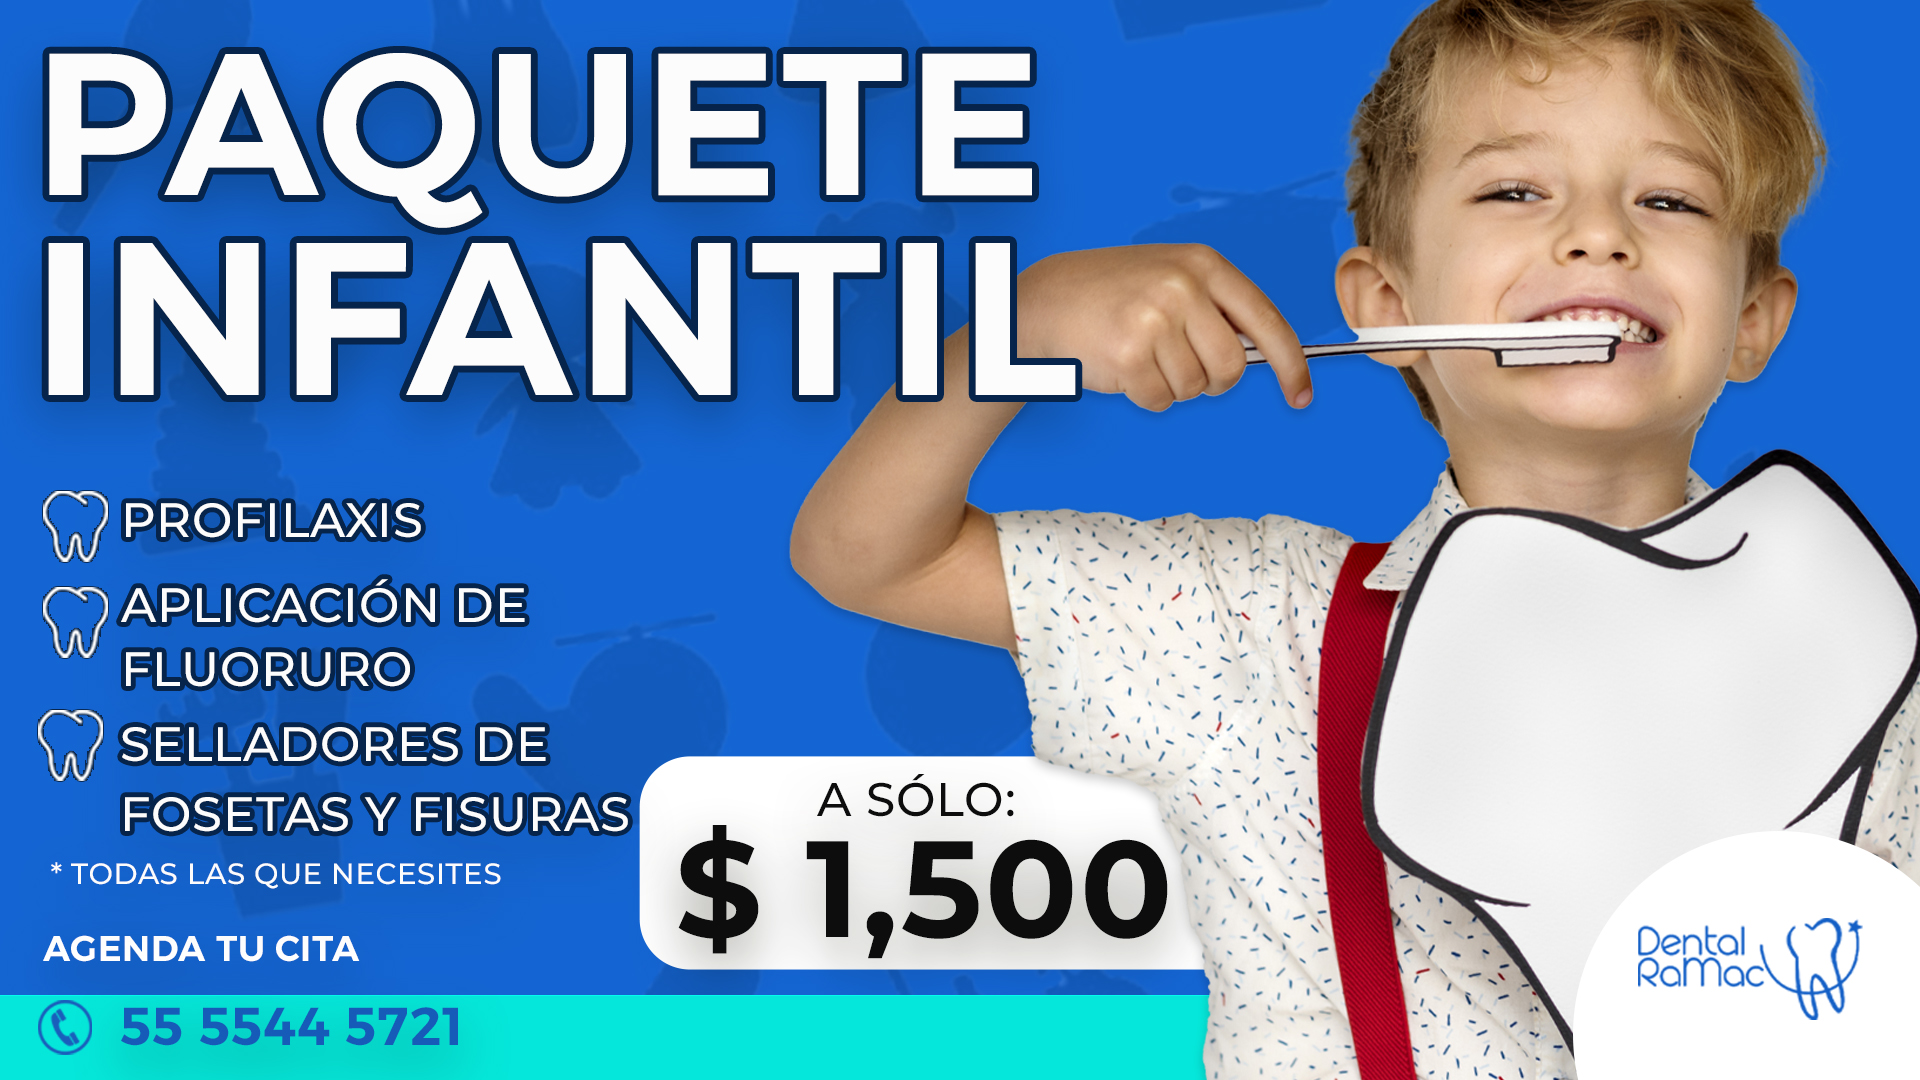 PAQUETE
INFANTIL
PROFILAXIS
APLICACIÓN DE
FLUORURO
SELLADORES DE
FOSETAS Y FISURAS
* TODAS LAS QUE NECESITES
A SÓLO:
$ 1,500
AGENDA TU CITA
55 5544 5721
Dental
RaMac